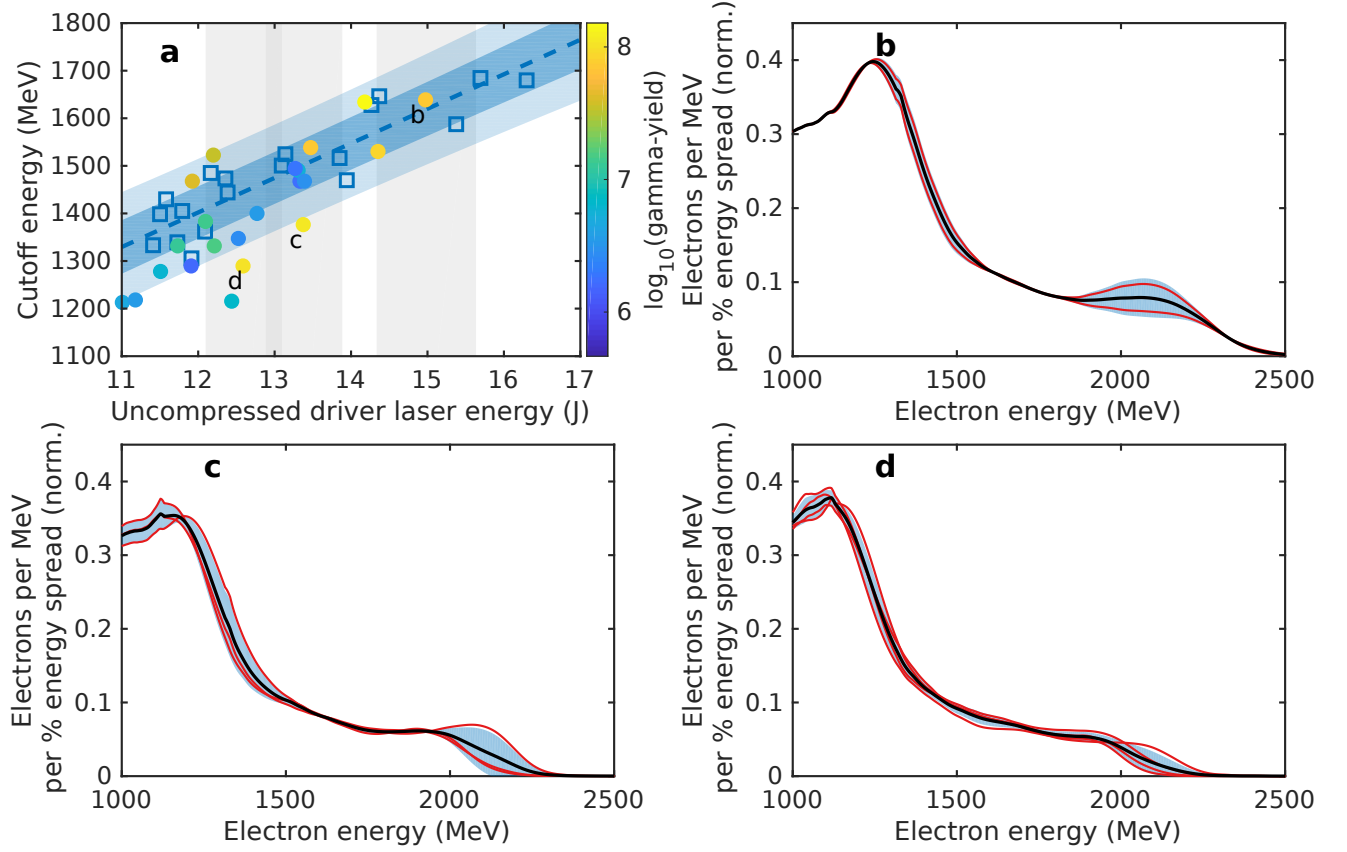 a
Cutoff energy (MeV)
1800
1700
1600
1500
1400
1300
1200
1100
11
12
13
14
15
16
17
Uncompressed driver laser energy (J)
b
c
d
8
7
6
log10(gamma-yield)
b
Electrons per MeV
per % energy spread (norm.)
0.4
0.3
0.2
0.1
0
1000
1500
2000
2500
Electron energy (MeV)
c
Electrons per MeV
per % energy spread (norm.)
0.4
0.3
0.2
0.1
0
1000
1500
2000
2500
Electron energy (MeV)
d
Electrons per MeV
per % energy spread (norm.)
0.4
0.3
0.2
0.1
0
1000
1500
2000
2500
Electron energy (MeV)